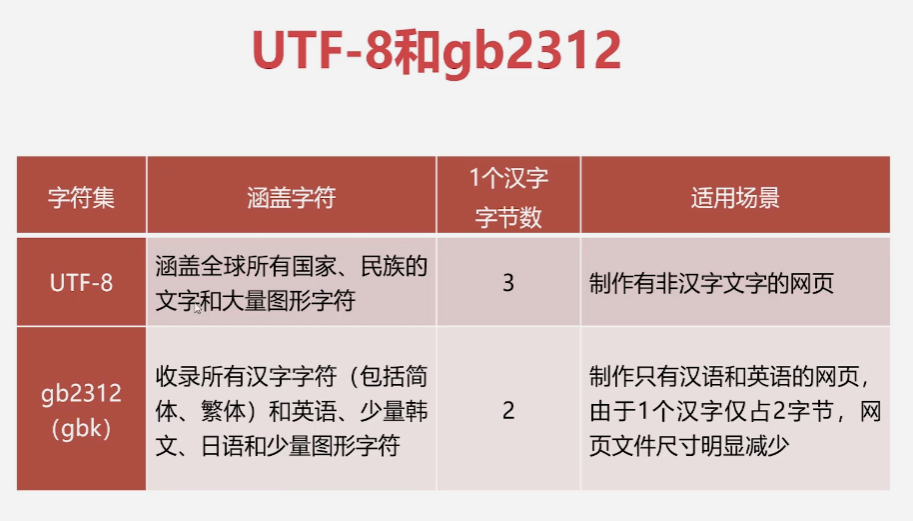 UTF-8和gb2312
字符集
涵盖字符
1个汉字
字节数
适用场景
UTF-8
涵盖全球所有国家、民族的
文字和大量图形字符
3
制作有非汉字文字的网页
gb2312
（gbk）
收录所有汉字字符（包括简
体、繁体）和英语、少量韩
文、日语和少量图形字符
2
制作只有汉语和英语的网页，
由于1个汉字仅占2字节，网
页文件尺寸明显减少